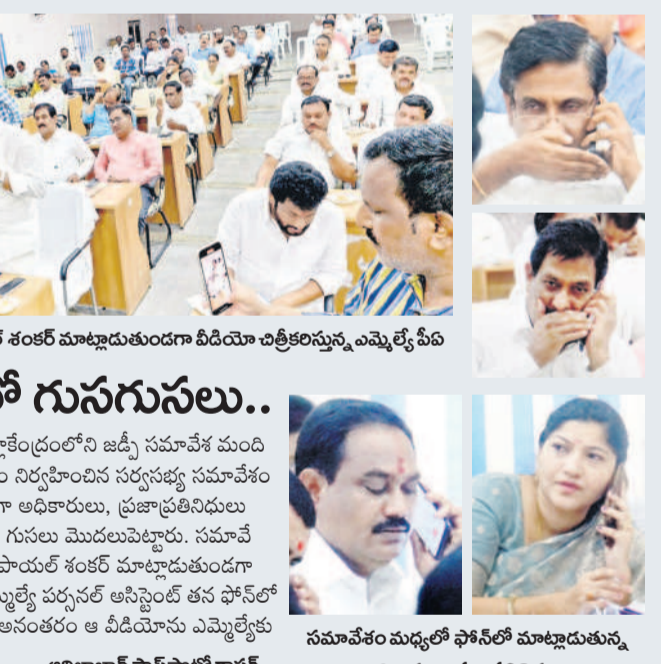 శంకర్ మాట్లాడుతుండగా వీడియో చిత్రీకరిస్తున్న ఎమ్మెల్యే పీఏ
గుసగుసలు..
కేంద్రంలోని జడ్పీ సమావేశ మంది
నిర్వహించిన సర్వసభ్య సమావేశం
అధికారులు, ప్రజాప్రతినిధులు
గుసలు మొదలుపెట్టారు. సమావే
పాయల్ శంకర్ మాట్లాడుతుండగా
పర్సనల్ అసిస్టెంట్ తన ఫోన్‌లో
అనంతరం ఆ వీడియోను ఎమ్మెల్యేకు
సమావేశం మధ్యలో ఫోన్‌లో మాట్లాడుతున్న